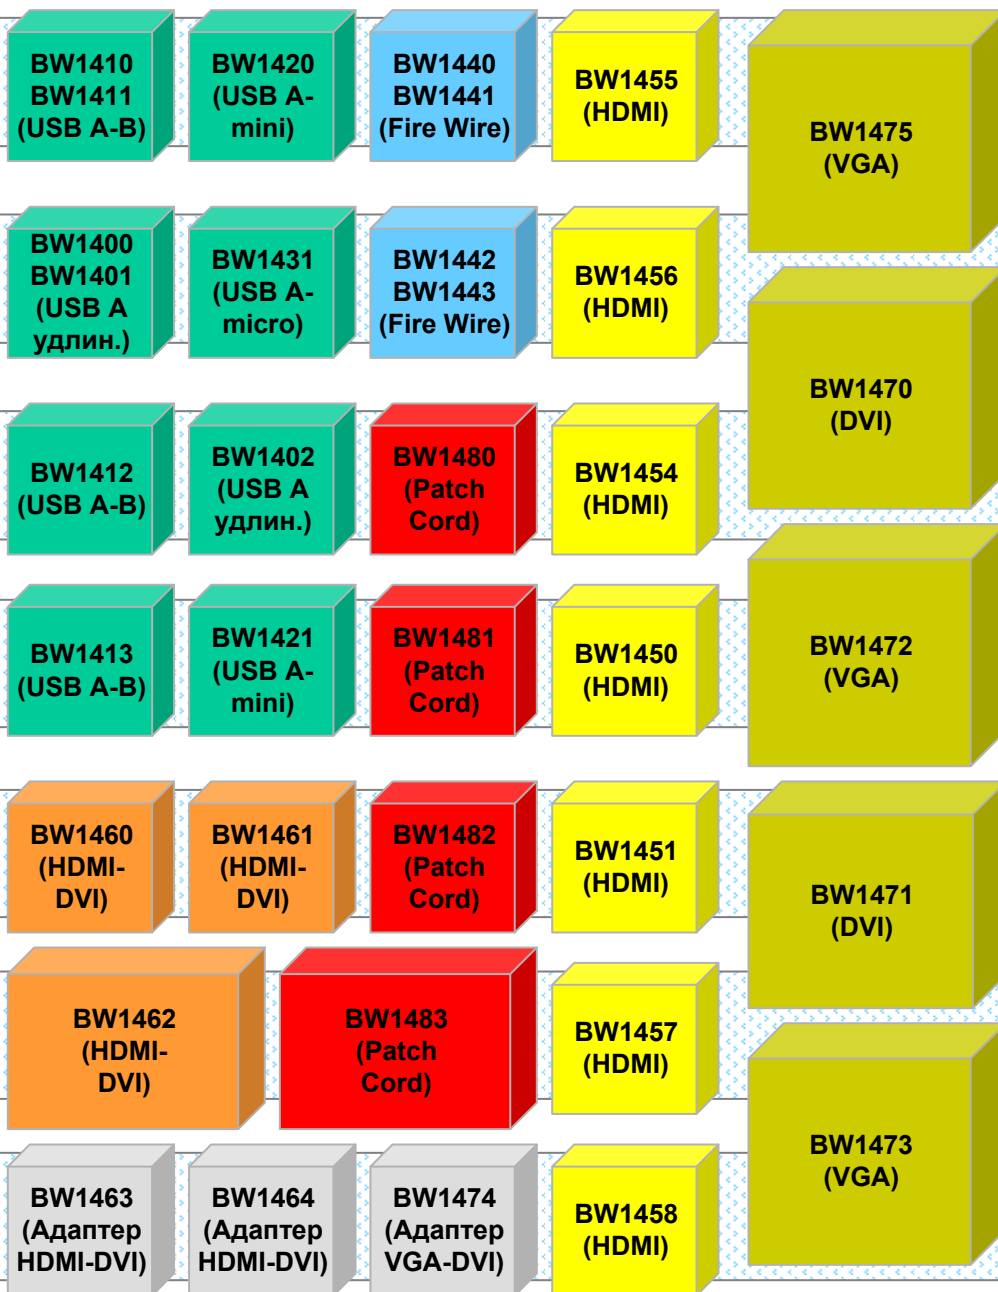 BW1410
BW1411
(USB A-B)
BW1420
(USB A-
mini)
BW1440
BW1441
(Fire Wire)
BW1455
(HDMI)
BW1475
(VGA)
BW1400
BW1401
(USB A
удлин.)
BW1431
(USB A-
micro)
BW1442
BW1443
(Fire Wire)
BW1456
(HDMI)
BW1470
(DVI)
BW1412
(USB A-B)
BW1402
(USB A
удлин.)
BW1480
(Patch
Cord)
BW1454
(HDMI)
BW1472
(VGA)
BW1413
(USB A-B)
BW1421
(USB A-
mini)
BW1481
(Patch
Cord)
BW1450
(HDMI)
BW1460
(HDMI-
DVI)
BW1461
(HDMI-
DVI)
BW1482
(Patch
Cord)
BW1451
(HDMI)
BW1471
(DVI)
BW1462
(HDMI-
DVI)
BW1483
(Patch
Cord)
BW1457
(HDMI)
BW1473
(VGA)
BW1463
(Адаптер
HDMI-DVI)
BW1464
(Адаптер
HDMI-DVI)
BW1474
(Адаптер
VGA-DVI)
BW1458
(HDMI)